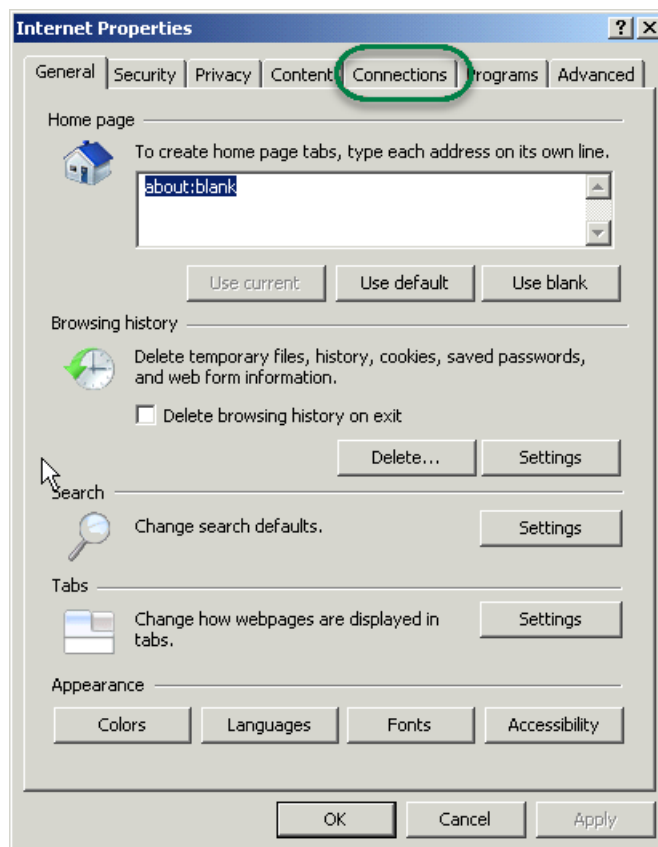 Internet Properties
General Security Privacy Content Connections Programs Advanced
Home page
To create home page tabs, type each address on its own line.
about:blank
Use current Use default Use blank
Browsing history
Delete temporary files, history, cookies, saved passwords,
and web form information.
Delete browsing history on exit
Delete... Settings
Search
Change search defaults.
Settings
Tabs
Change how webpages are displayed in
tabs.
Settings
Appearance
Colors Languages Fonts Accessibility
OK Cancel Apply